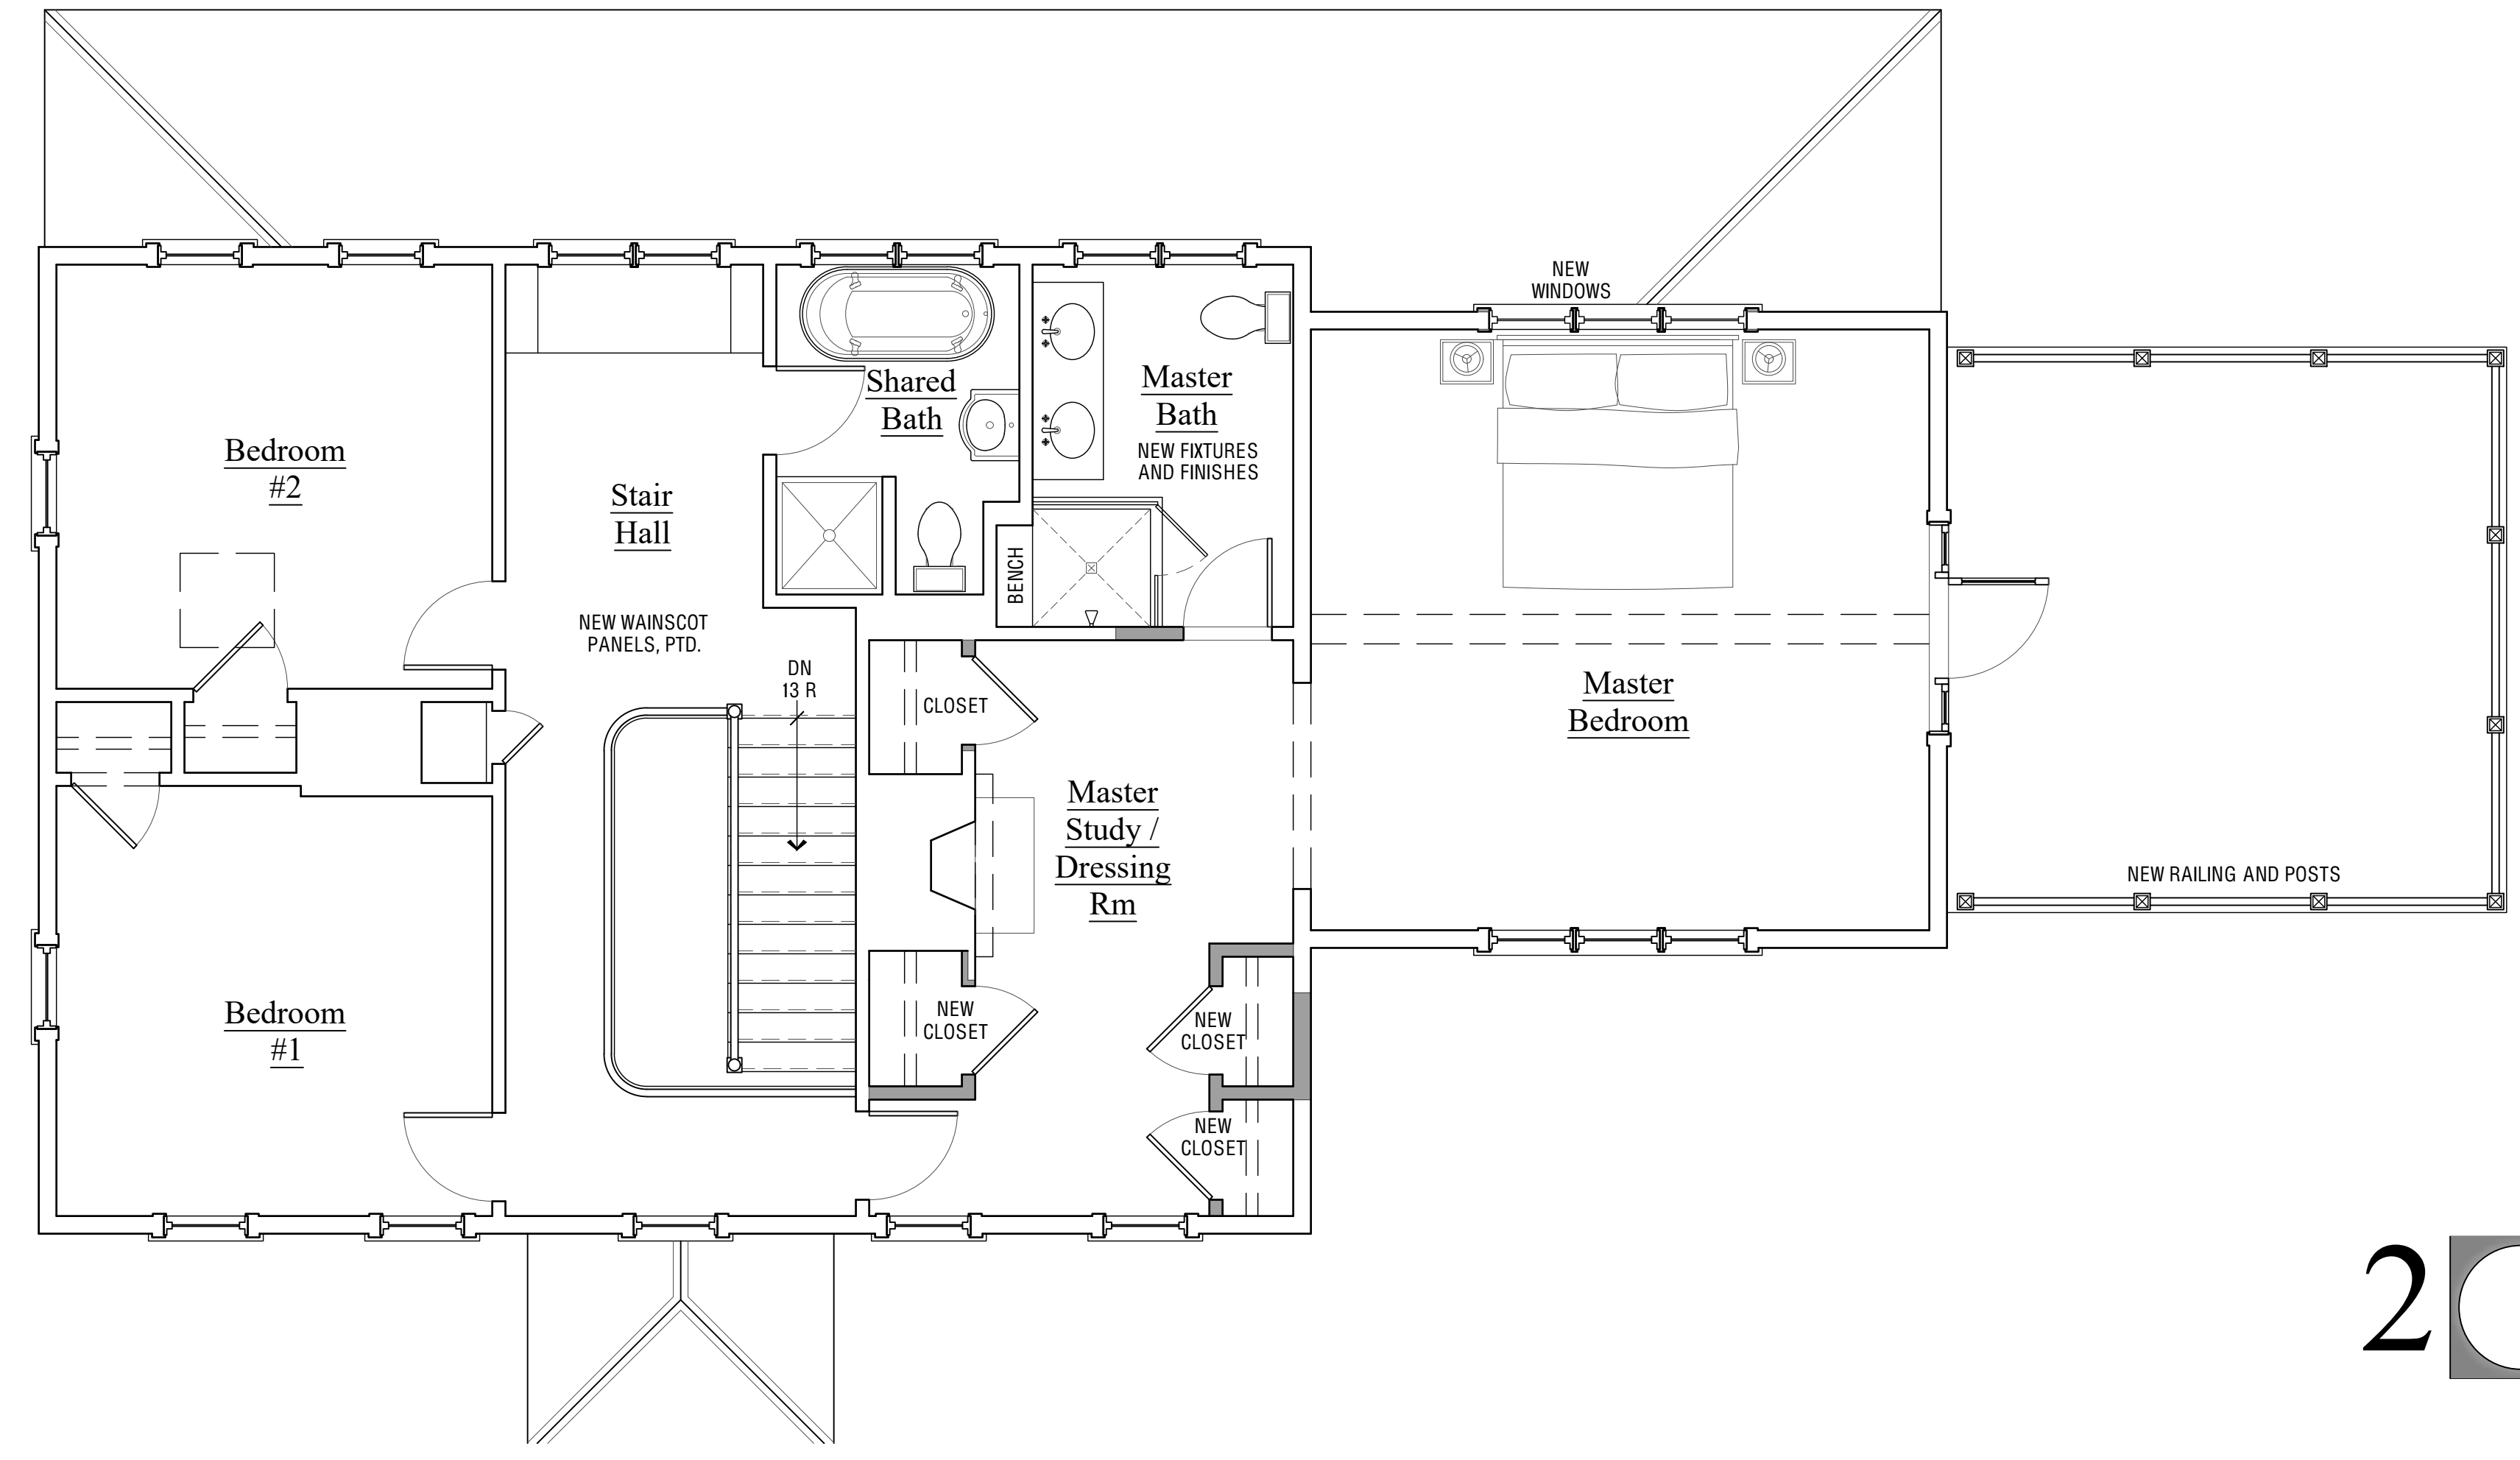 NEW
WINDOWS
Shared
Bath
Master
Bath
NEW FIXTURES
AND FINISHES
Bedroom
#2
Stair
Hall
BENCH
NEW WAINSCOT
PANELS, PTD.
DN
13 R
CLOSET
Master
Bedroom
Master
Study /
Dressing
Rm
NEW RAILING AND POSTS
Bedroom
#1
NEW
CLOSET
NEW
CLOSET
NEW
CLOSET
2